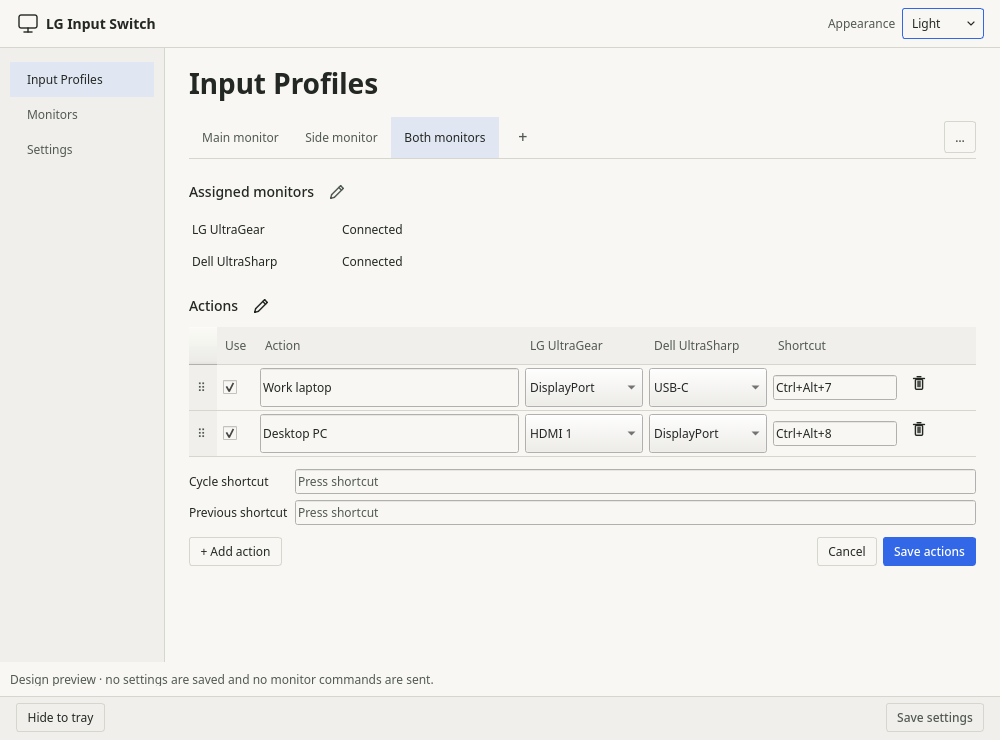 LG Input Switch
Appearance Light
Input Profiles
Monitors
Settings
Input Profiles
Main monitor Side monitor Both monitors + ...
Assigned monitors
LG UltraGear Connected
Dell UltraSharp Connected
Actions
Use Action LG UltraGear Dell UltraSharp Shortcut
Work laptop DisplayPort USB-C Ctrl+Alt+7
Desktop PC HDMI 1 DisplayPort Ctrl+Alt+8
Cycle shortcut Press shortcut
Previous shortcut Press shortcut
+ Add action Cancel Save actions
Design preview · no settings are saved and no monitor commands are sent.
Hide to tray Save settings